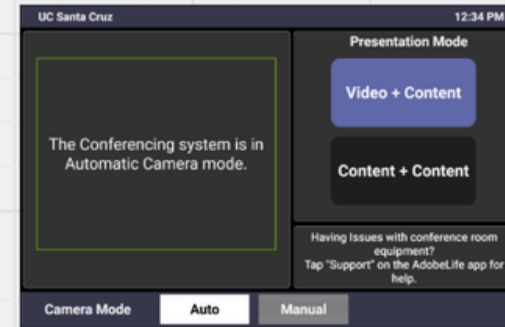 UC Santa Cruz
12:34 PM
The Conferencing system is in
Automatic Camera mode.
Presentation Mode
Video + Content
Content + Content
Having Issues with conference room
equipment?
Tap "Support" on the AdobeLife app for
help.
Camera Mode
Auto
Manual